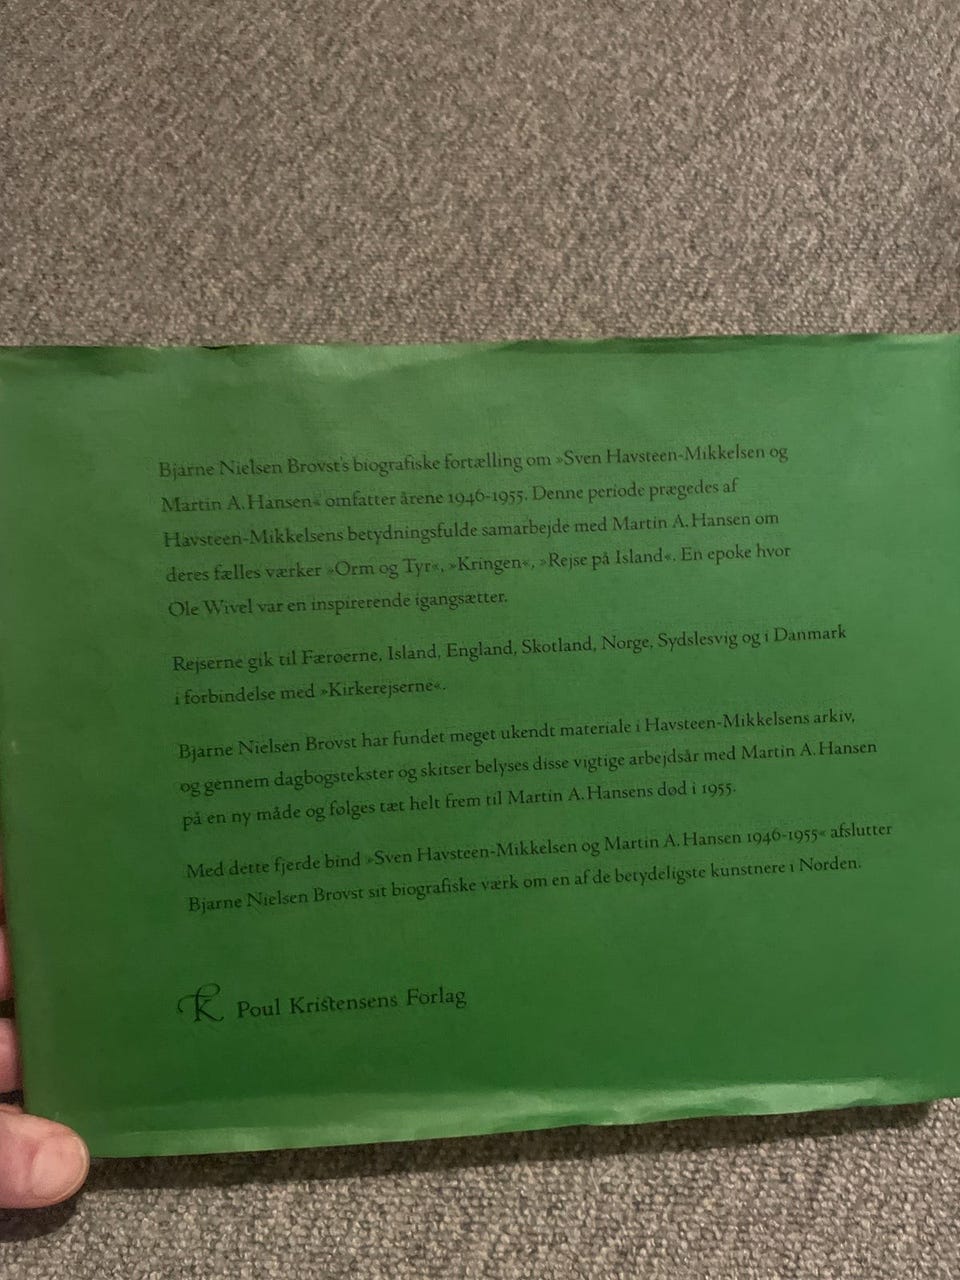 Bjarne Nielsen Brovst's biografiske fortælling om »Sven Havsteen-Mikkelsen og
Martin A. Hansen« omfatter årene 1946-1955. Denne periode prægedes af
Havsteen-Mikkelsens betydningsfulde samarbejde med Martin A. Hansen om
deres fælles værker »Orm og Tyr«, »Kringen«, »Rejse på Island«. En epoke hvor
Ole Wivel var en inspirerende igangsætter.
Rejserne gik til Færøerne, Island, England, Skotland, Norge, Sydslesvig og i Danmark
i forbindelse med »Kirkerejserne«.
Bjarne Nielsen Brovst har fundet meget ukendt materiale i Havsteen-Mikkelsens arkiv,
og gennem dagbogstekster og skitser belyses disse vigtige arbejdsår med Martin A. Hansen
på en ny måde og følges tæt helt frem til Martin A. Hansens død i 1955.
Med dette fjerde bind »Sven Havsteen-Mikkelsen og Martin A. Hansen 1946-1955« afslutter
Bjarne Nielsen Brovst sit biografiske værk om en af de betydeligste kunstnere i Norden.
K Poul Kristensens Forlag